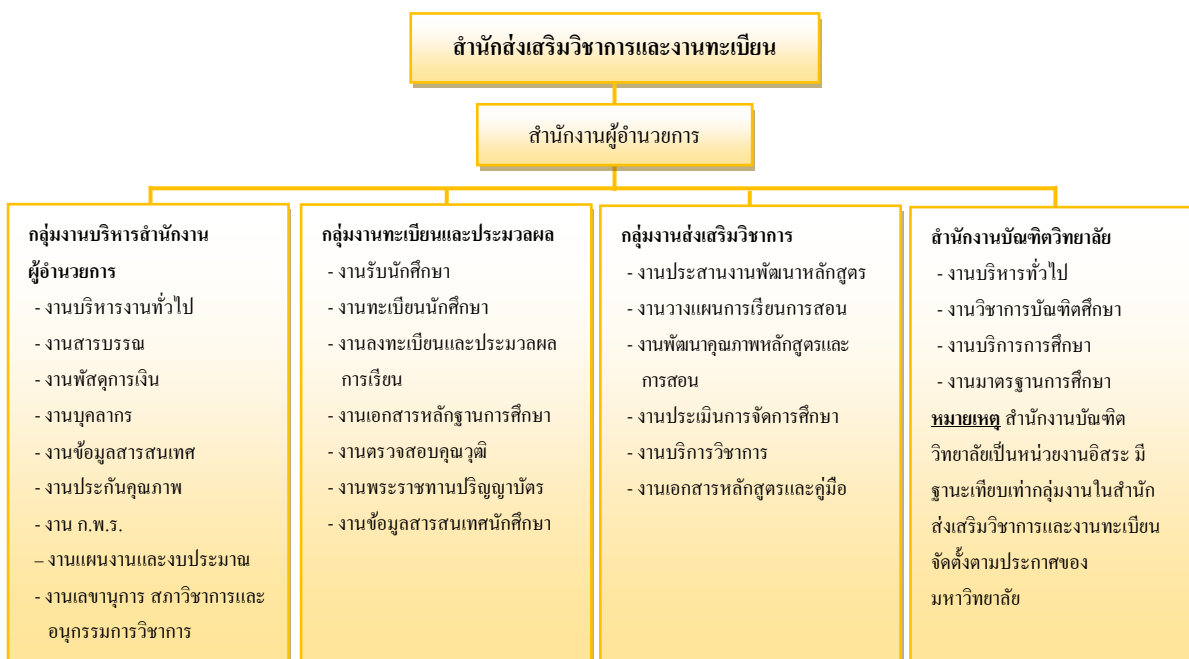 สำนักส่งเสริมวิชาการและงานทะเบียน
สำนักงานผู้อำนวยการ
กลุ่มงานบริหารสำนักงาน
ผู้อำนวยการ
- งานบริหารงานทั่วไป
- งานสารบรรณ
- งานพัสดุการเงิน
- งานบุคลากร
- งานข้อมูลสารสนเทศ
- งานประกันคุณภาพ
- งาน ก.พ.ร.
– งานแผนงานและงบประมาณ
- งานเลขานุการ สภาวิชาการและ
อนุกรรมการวิชาการ
กลุ่มงานทะเบียนและประมวลผล
- งานรับนักศึกษา
- งานทะเบียนนักศึกษา
- งานลงทะเบียนและประมวลผล
การเรียน
- งานเอกสารหลักฐานการศึกษา
- งานตรวจสอบคุณวุฒิ
- งานพระราชทานปริญญาบัตร
- งานข้อมูลสารสนเทศนักศึกษา
กลุ่มงานส่งเสริมวิชาการ
- งานประสานงานพัฒนาหลักสูตร
- งานวางแผนการเรียนการสอน
- งานพัฒนาคุณภาพหลักสูตรและ
การสอน
- งานประเมินการจัดการศึกษา
- งานบริการวิชาการ
- งานเอกสารหลักสูตรและคู่มือ
สำนักงานบัณฑิตวิทยาลัย
- งานบริหารทั่วไป
- งานวิชาการบัณฑิตศึกษา
- งานบริการการศึกษา
- งานมาตรฐานการศึกษา
หมายเหตุ สำนักงานบัณฑิต
วิทยาลัยเป็นหน่วยงานอิสระ มี
ฐานะเทียบเท่ากลุ่มงานในสำนัก
ส่งเสริมวิชาการและงานทะเบียน
จัดตั้งตามประกาศของ
มหาวิทยาลัย